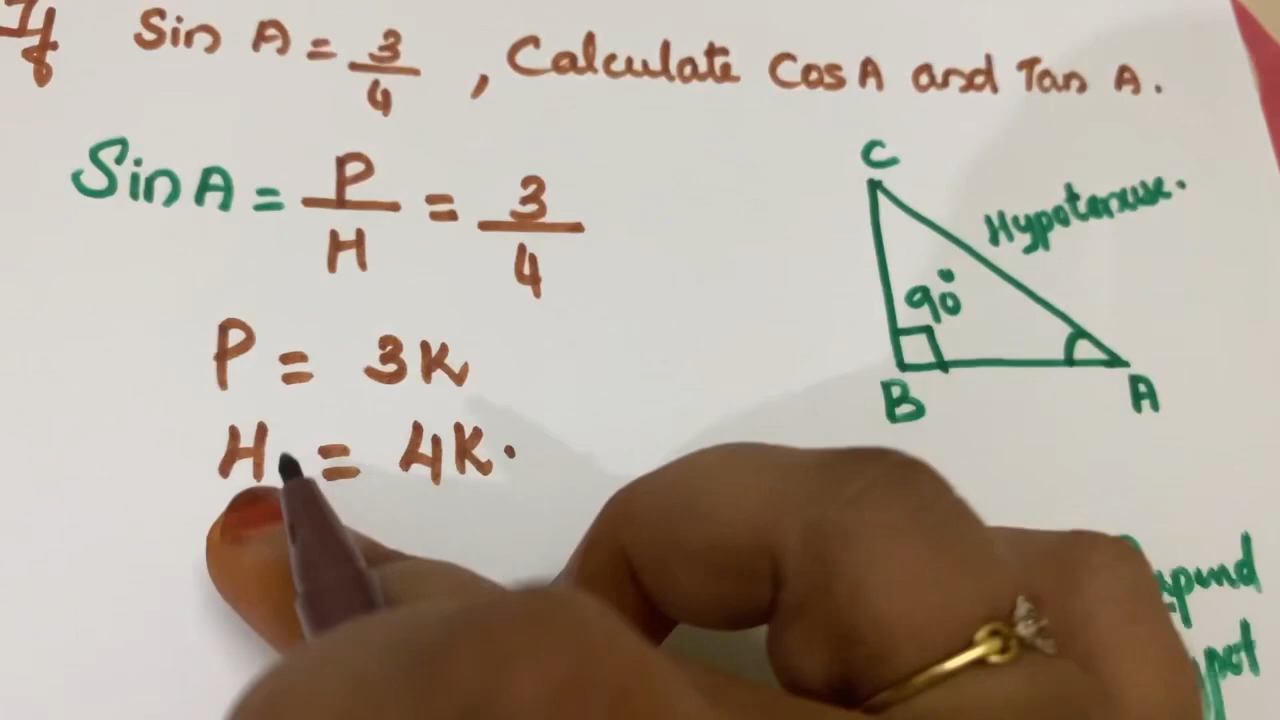 If Sin A = 3/4 , Calculate Cos A and Tan A.
Sin A = P/H = 3/4
P = 3K
H = 4K.
C
Hypotenuse.
90°
B
A